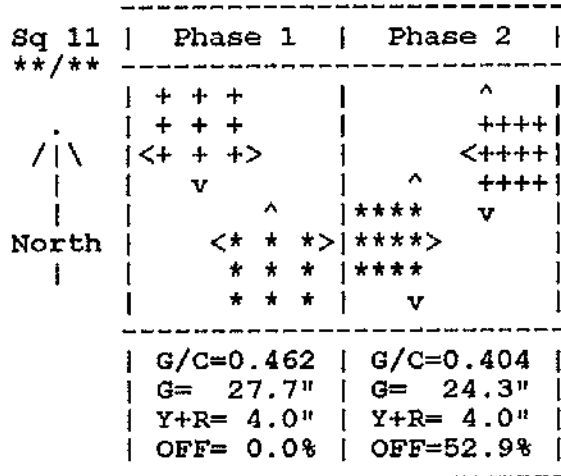 ------------------------------
Sq 11 | Phase 1 | Phase 2 |
**/** ------------------------------
| + + + | ^ |
. | + + + | ++++|
/|\ |<+ + +> | <++++|
| | v | ^ ++++|
| | ^ |**** v |
North | <* * *>|****> |
| | * * * |**** |
| * * * | v |
------------------------------
| G/C=0.462 | G/C=0.404 |
| G= 27.7" | G= 24.3" |
| Y+R= 4.0" | Y+R= 4.0" |
| OFF= 0.0% | OFF=52.9% |